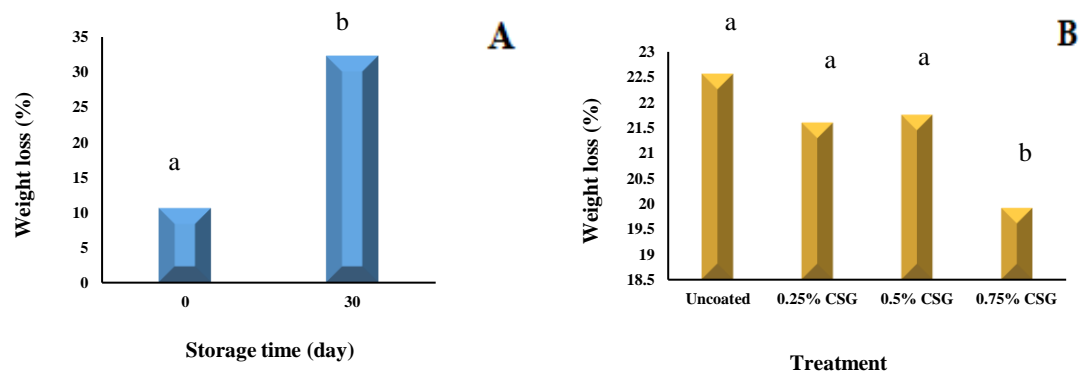 A
35
30
25
20
15
10
5
0
Weight loss (%)
a
b
0
30
Storage time (day)
B
23
22.5
22
21.5
21
20.5
20
19.5
19
18.5
Weight loss (%)
a
a
a
b
Uncoated 0.25% CSG 0.5% CSG 0.75% CSG
Treatment